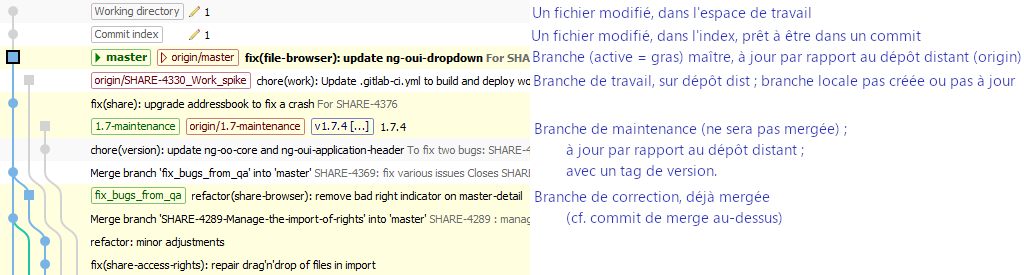 Working directory 1 Un fichier modifié, dans l'espace de travail
Commit index 1 Un fichier modifié, dans l'index, prêt à être dans un commit
master origin/master fix(file-browser): update ng-oui-dropdown For SH Branche (active = gras) maître, à jour par rapport au dépôt distant (origin)
origin/SHARE-4330_Work_spike chore(work): Update .gitlab-ci.yml to build and deploy wo Branche de travail, sur dépôt dist ; branche locale pas créée ou pas à jour
fix(share): upgrade addressbook to fix a crash For SHARE-4376
1.7-maintenance origin/1.7-maintenance v1.7.4 [...] 1.7.4 Branche de maintenance (ne sera pas mergée) ;
chore(version): update ng-oo-core and ng-oui-application-header To fix two bugs: SHARE-4 à jour par rapport au dépôt distant ;
Merge branch 'fix_bugs_from_qa' into 'master' SHARE-4369: fix various issues Closes SHAR avec un tag de version.
fix_bugs_from_qa refactor(share-browser): remove bad right indicator on master-detail Branche de correction, déjà mergée
Merge branch 'SHARE-4289-Manage-the-import-of-rights' into 'master' SHARE-4289 : manag (cf. commit de merge au-dessus)
refactor: minor adjustments
fix(share-access-rights): repair drag'n'drop of files in import